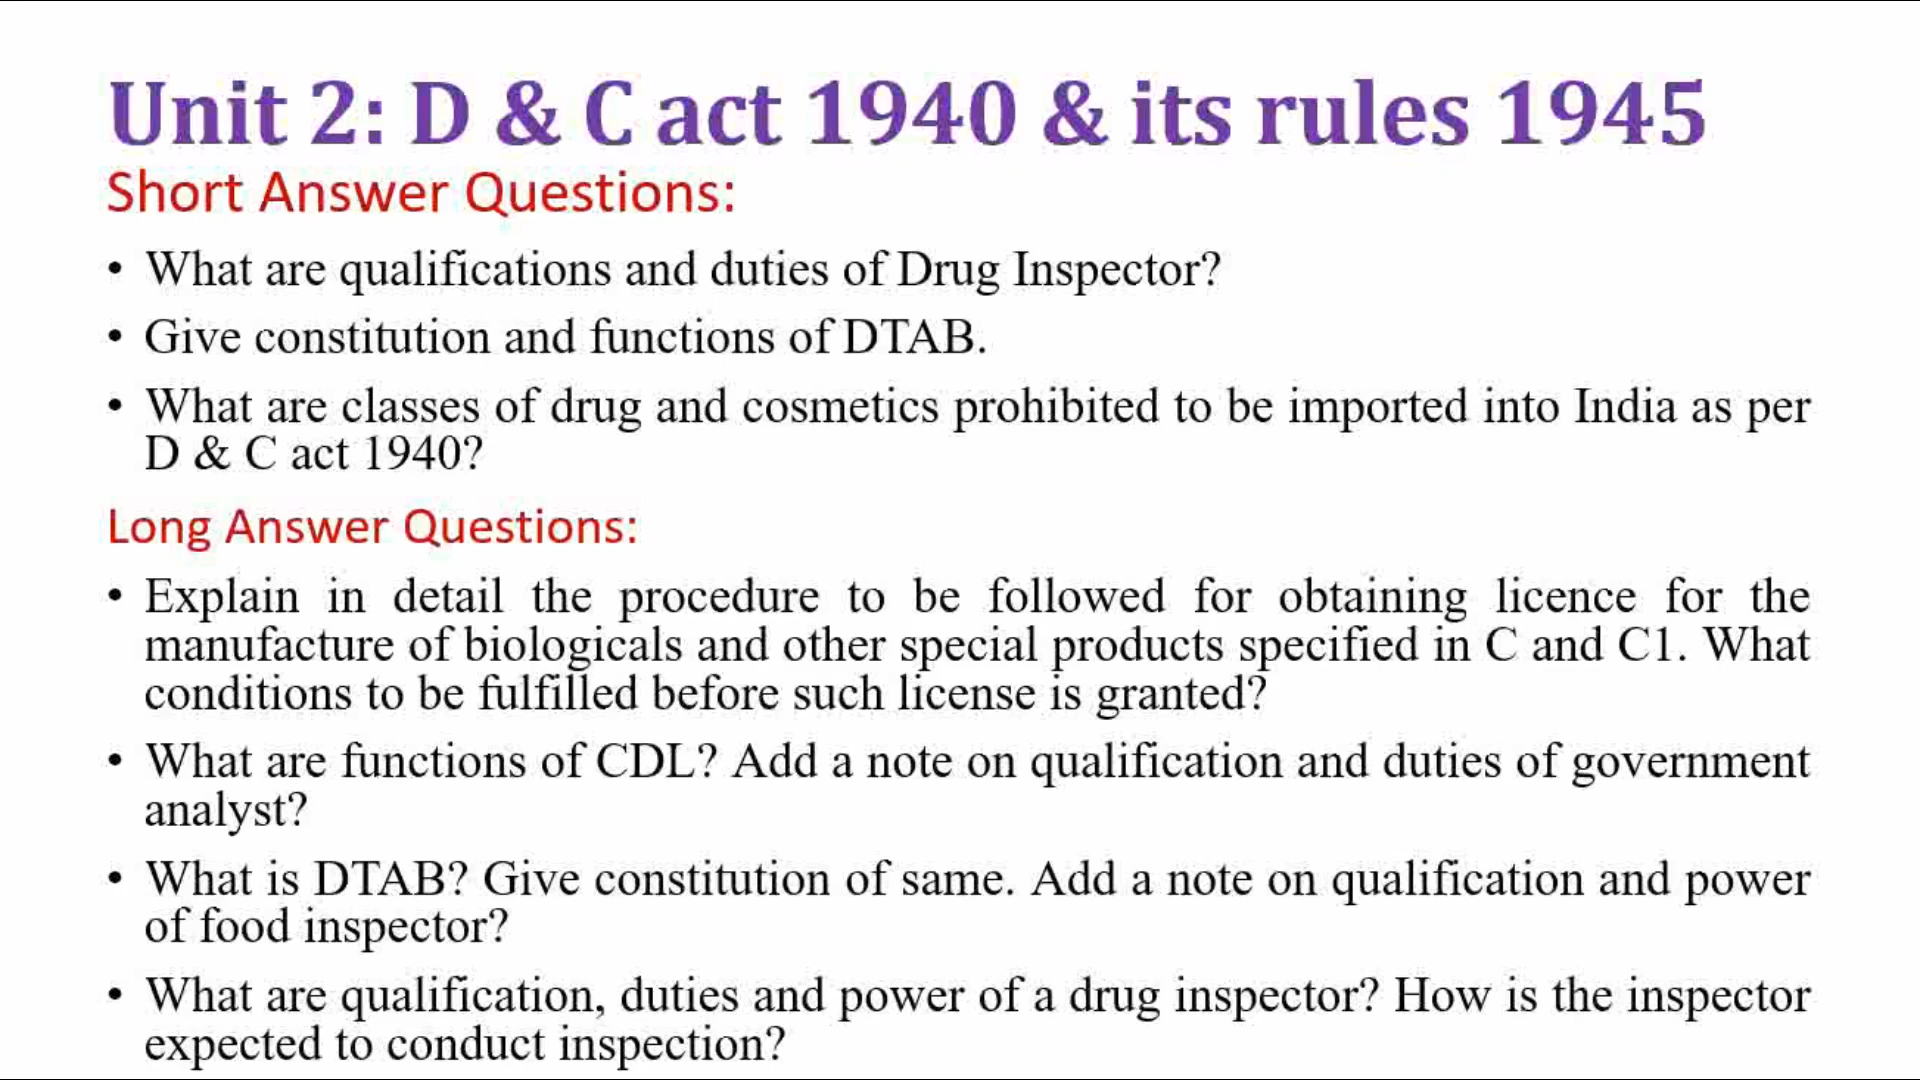 Unit 2: D & C act 1940 & its rules 1945
Short Answer Questions:
• What are qualifications and duties of Drug Inspector?
• Give constitution and functions of DTAB.
• What are classes of drug and cosmetics prohibited to be imported into India as per
D & C act 1940?
Long Answer Questions:
• Explain in detail the procedure to be followed for obtaining licence for the
manufacture of biologicals and other special products specified in C and C1. What
conditions to be fulfilled before such license is granted?
• What are functions of CDL? Add a note on qualification and duties of government
analyst?
• What is DTAB? Give constitution of same. Add a note on qualification and power
of food inspector?
• What are qualification, duties and power of a drug inspector? How is the inspector
expected to conduct inspection?